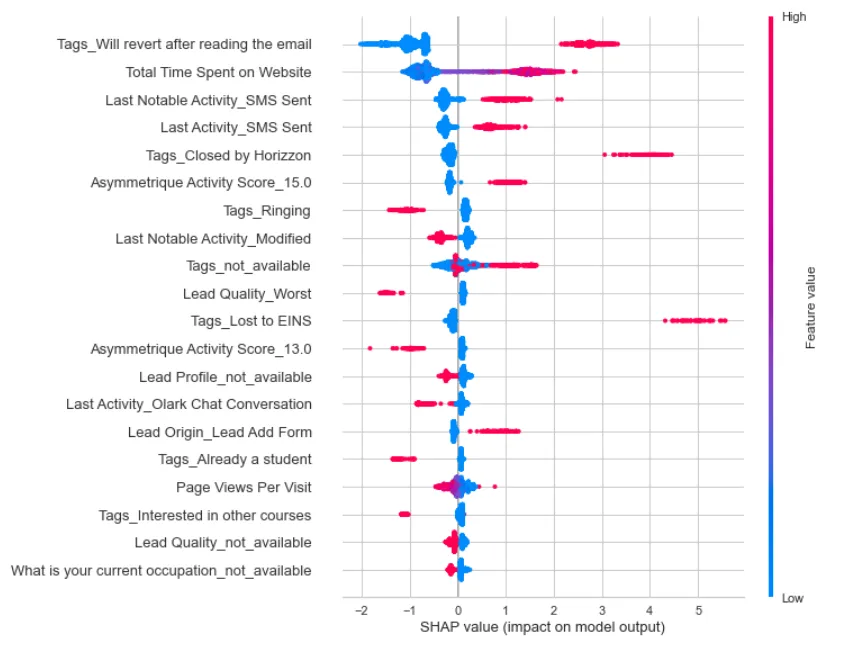 High
Tags_Will revert after reading the email
Total Time Spent on Website
Last Notable Activity_SMS Sent
Last Activity_SMS Sent
Tags_Closed by Horizzon
Asymmetrique Activity Score_15.0
Tags_Ringing
Last Notable Activity_Modified
Tags_not_available
Lead Quality_Worst
Tags_Lost to EINS
Asymmetrique Activity Score_13.0
Lead Profile_not_available
Last Activity_Olark Chat Conversation
Lead Origin_Lead Add Form
Tags_Already a student
Page Views Per Visit
Tags_Interested in other courses
Lead Quality_not_available
What is your current occupation_not_available
Feature value
Low
−2 −1 0 1 2 3 4 5
SHAP value (impact on model output)